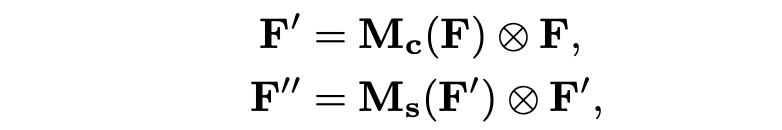 F′ = M_c(F) ⊗ F,
F′′ = M_s(F′) ⊗ F′,